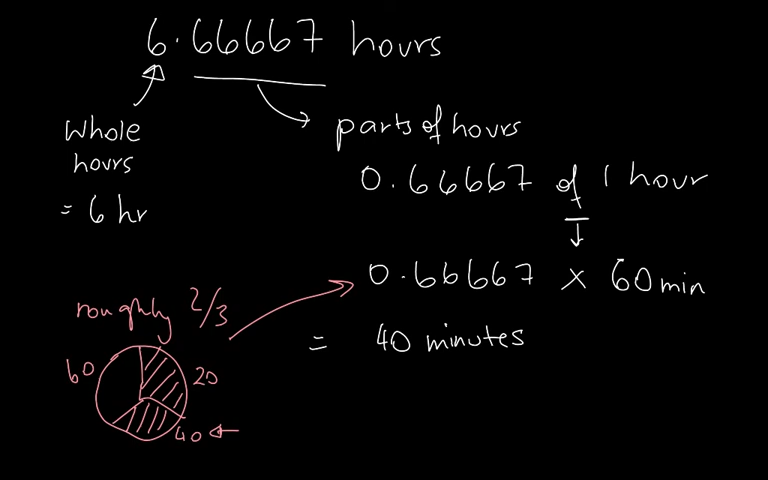 6.66667 hours
Whole
hours
= 6 hr
parts of hours
0.66667 of 1 hour
0.66667 × 60 min
= 40 minutes
roughly 2/3
60
20
40